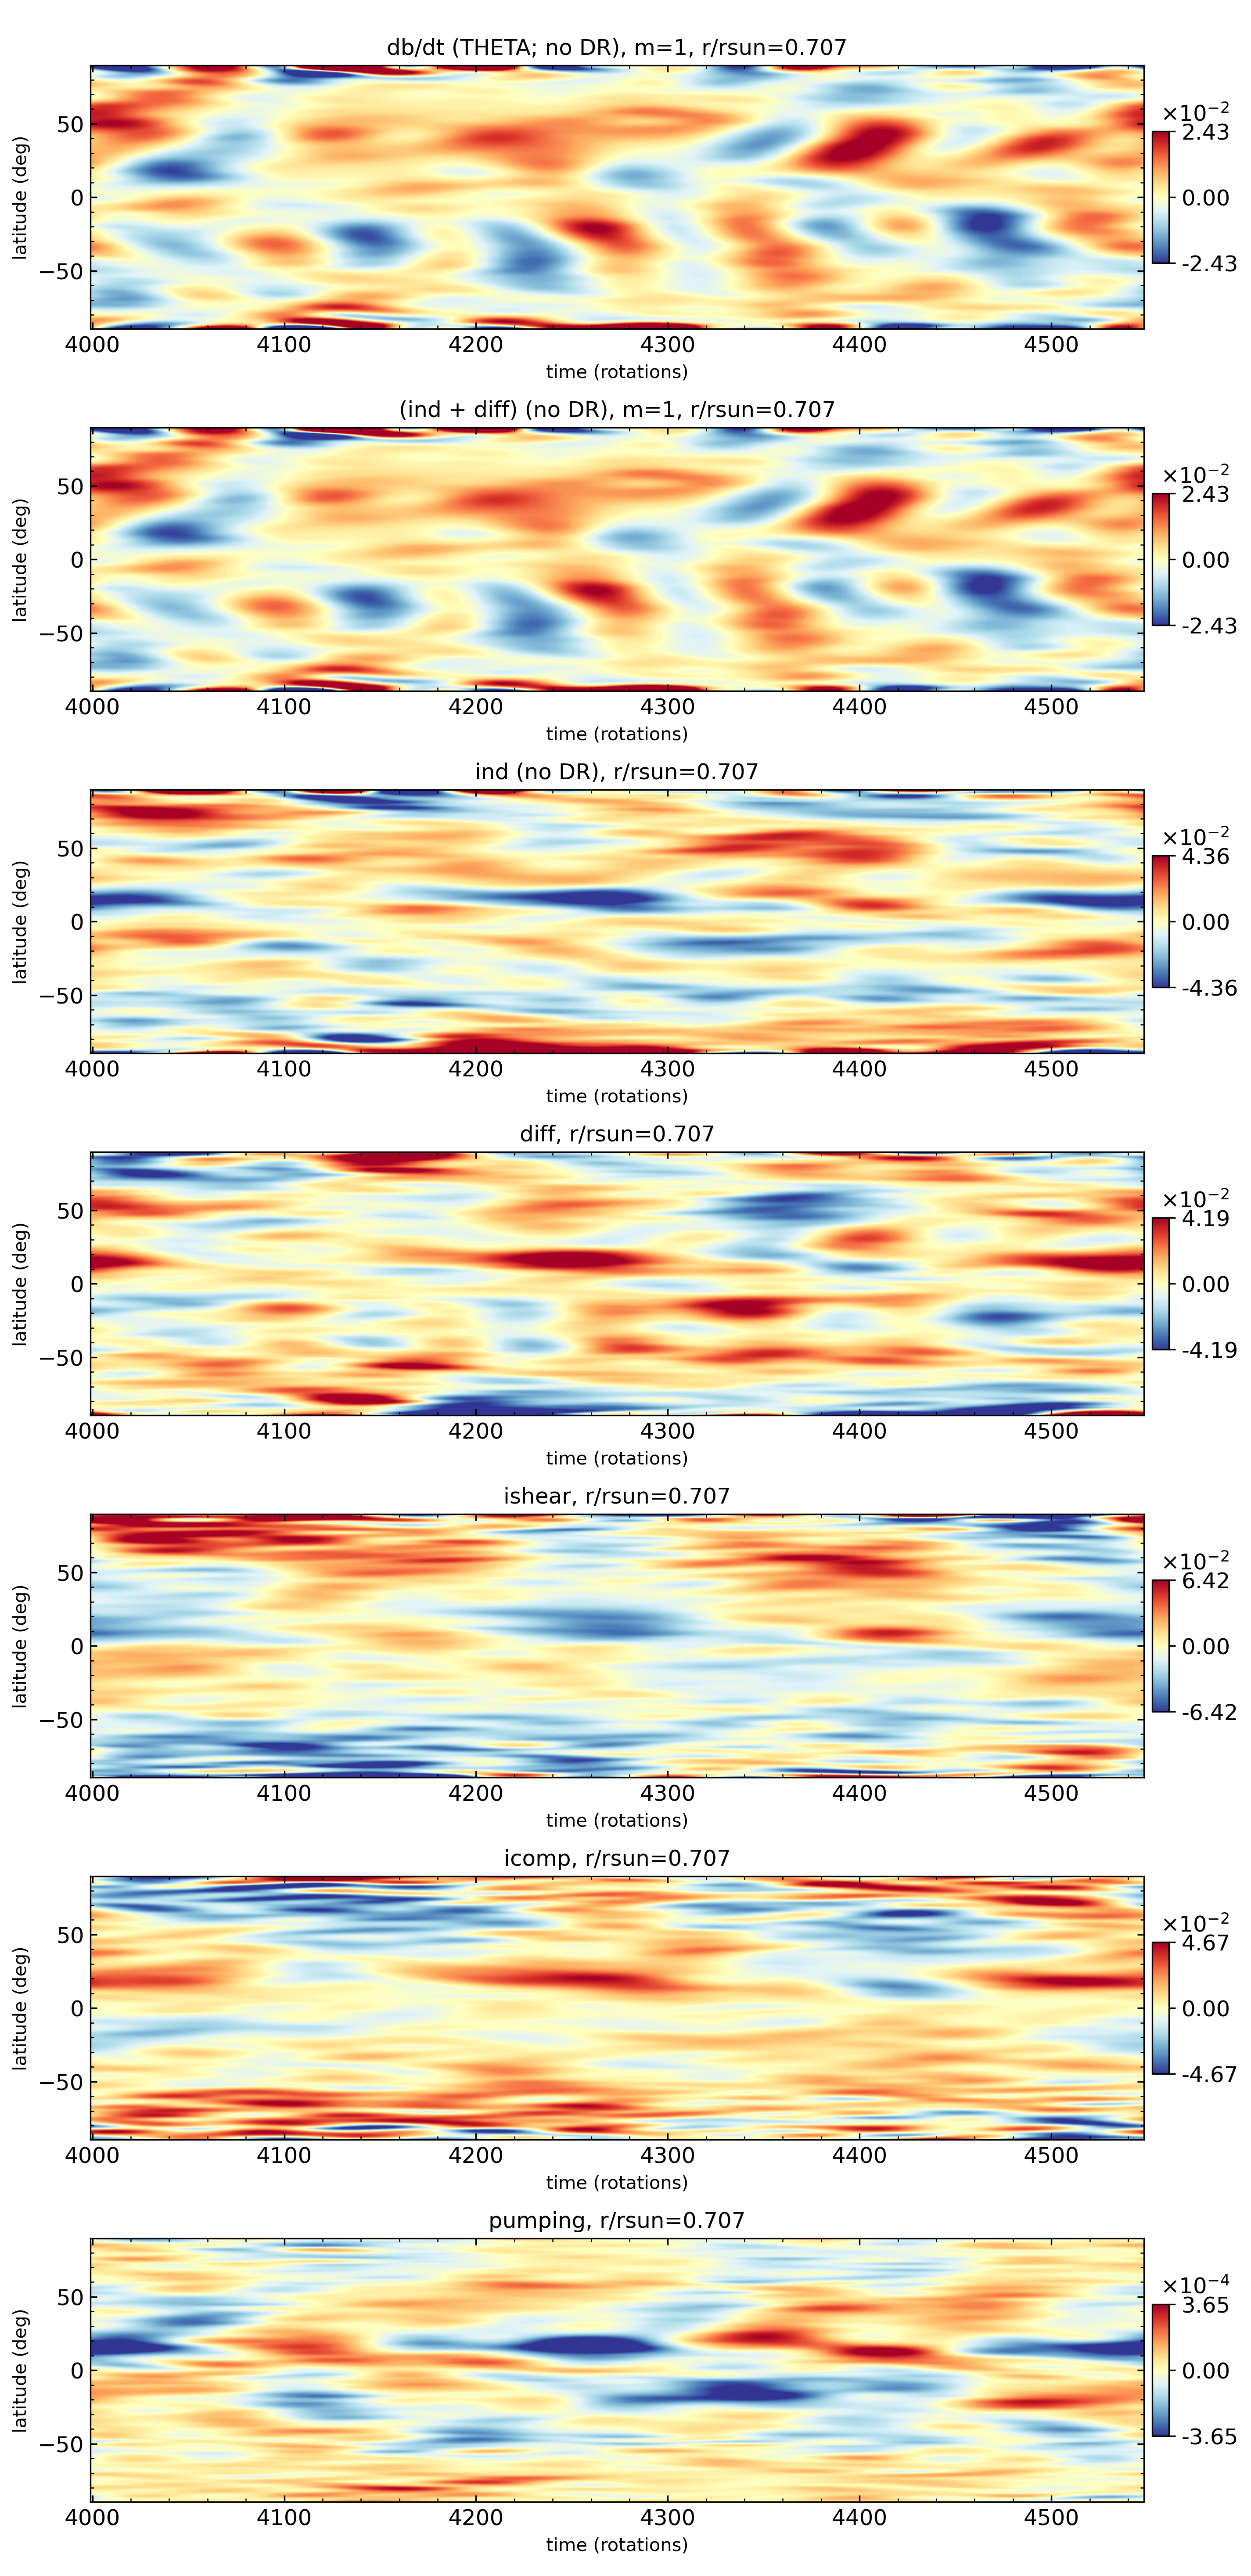 db/dt (THETA; no DR), m=1, r/rsun=0.707
×10⁻²
2.43
0.00
-2.43
50
0
−50
latitude (deg)
4000 4100 4200 4300 4400 4500
time (rotations)
(ind + diff) (no DR), m=1, r/rsun=0.707
×10⁻²
2.43
0.00
-2.43
50
0
−50
latitude (deg)
4000 4100 4200 4300 4400 4500
time (rotations)
ind (no DR), r/rsun=0.707
×10⁻²
4.36
0.00
-4.36
50
0
−50
latitude (deg)
4000 4100 4200 4300 4400 4500
time (rotations)
diff, r/rsun=0.707
×10⁻²
4.19
0.00
-4.19
50
0
−50
latitude (deg)
4000 4100 4200 4300 4400 4500
time (rotations)
ishear, r/rsun=0.707
×10⁻²
6.42
0.00
-6.42
50
0
−50
latitude (deg)
4000 4100 4200 4300 4400 4500
time (rotations)
icomp, r/rsun=0.707
×10⁻²
4.67
0.00
-4.67
50
0
−50
latitude (deg)
4000 4100 4200 4300 4400 4500
time (rotations)
pumping, r/rsun=0.707
×10⁻⁴
3.65
0.00
-3.65
50
0
−50
latitude (deg)
4000 4100 4200 4300 4400 4500
time (rotations)